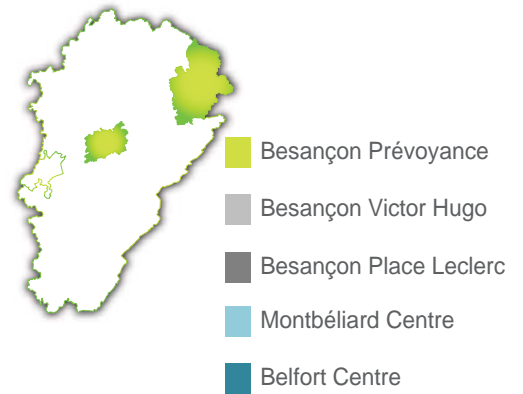 Besançon Prévoyance
Besançon Victor Hugo
Besançon Place Leclerc
Montbéliard Centre
Belfort Centre